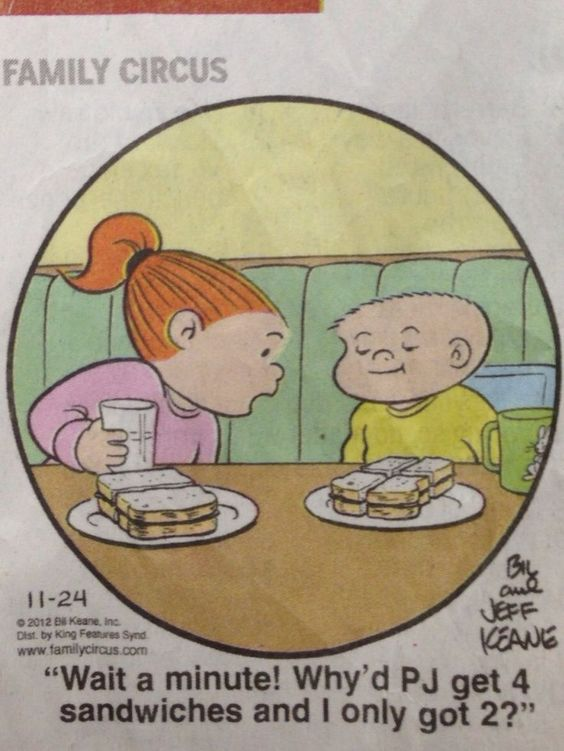 FAMILY CIRCUS
11-24
© 2012 Bil Keane, Inc.
Dist. by King Features Synd.
www.familycircus.com
BIL
and
JEFF
KEANE
“Wait a minute! Why’d PJ get 4
sandwiches and I only got 2?”